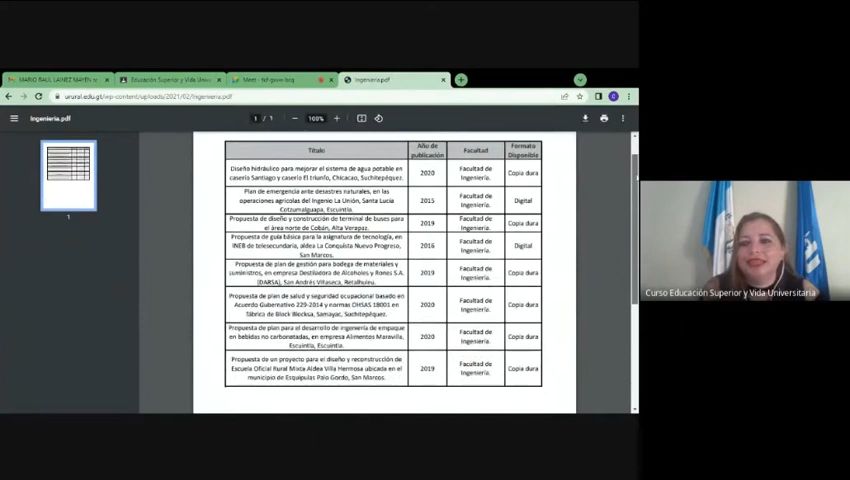 MARIO RAUL LAINEZ MAYEN
Educación Superior y Vida Univer
Meet -
Ingenieria.pdf
urural.edu.gt/wp-content/uploads/2021/02/Ingenieria.pdf
Ingenieria.pdf
1 / 1
100%
1
Título
Año de
publicación
Facultad
Formato
Disponible
Diseño hidráulico para mejorar el sistema de agua potable en
caserío Santiago y caserío El triunfo, Chicacao, Suchitepéquez.
2020
Facultad de
Ingeniería.
Copia dura
Plan de emergencia ante desastres naturales, en las
operaciones agrícolas del Ingenio La Unión, Santa Lucía
Cotzumalguapa, Escuintla.
2015
Facultad de
Ingeniería.
Digital
Propuesta de diseño y construcción de terminal de buses para
el área norte de Cobán, Alta Verapaz.
2019
Facultad de
Ingeniería.
Copia dura
Propuesta de guía básica para la asignatura de tecnología, en
INEB de telesecundaria, aldea La Conquista Nuevo Progreso,
San Marcos.
2016
Facultad de
Ingeniería.
Digital
Propuesta de plan de gestión para bodega de materiales y
suministros, en empresa Destiladora de Alcoholes y Rones S.A.
(DARSA), San Andrés Villaseca, Retalhuleu.
2019
Facultad de
Ingeniería.
Copia dura
Propuesta de plan de salud y seguridad ocupacional basado en
Acuerdo Gubernativo 229-2014 y normas OHSAS 18001 en
fábrica de Block Blocksa, Samayac, Suchitepéquez.
2020
Facultad de
Ingeniería.
Copia dura
Propuesta de plan para el desarrollo de ingeniería de empaque
en bebidas no carbonatadas, en empresa Alimentos Maravilla,
Escuintla, Escuintla.
2020
Facultad de
Ingeniería.
Copia dura
Propuesta de un proyecto para el diseño y reconstrucción de
Escuela Oficial Rural Mixta Aldea Villa Hermosa ubicada en el
municipio de Esquipulas Palo Gordo, San Marcos.
2019
Facultad de
Ingeniería.
Copia dura
Curso Educación Superior y Vida Universitaria